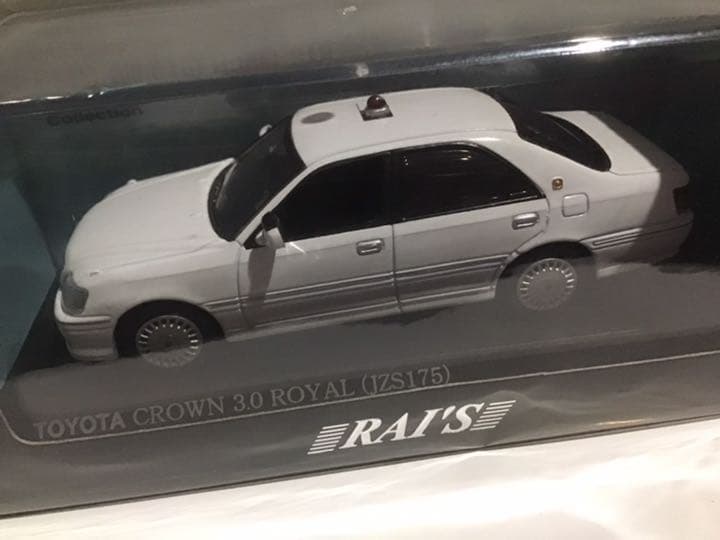 Collection
TOYOTA CROWN 3.0 ROYAL (JZS175)
RAI'S